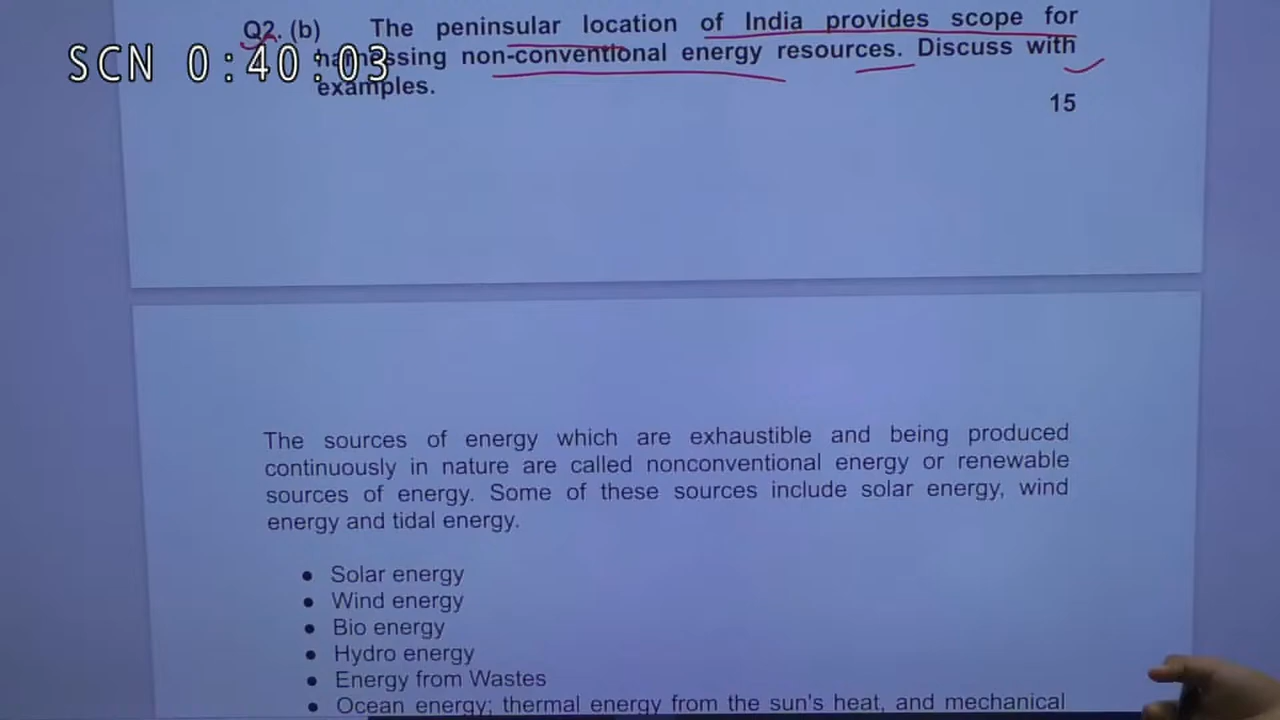 Q2. (b) The peninsular location of India provides scope for
SCN 0:40:03
harnessing non-conventional energy resources. Discuss with
examples.
15
The sources of energy which are exhaustible and being produced
continuously in nature are called nonconventional energy or renewable
sources of energy. Some of these sources include solar energy, wind
energy and tidal energy.
• Solar energy
• Wind energy
• Bio energy
• Hydro energy
• Energy from Wastes
• Ocean energy; thermal energy from the sun's heat, and mechanical